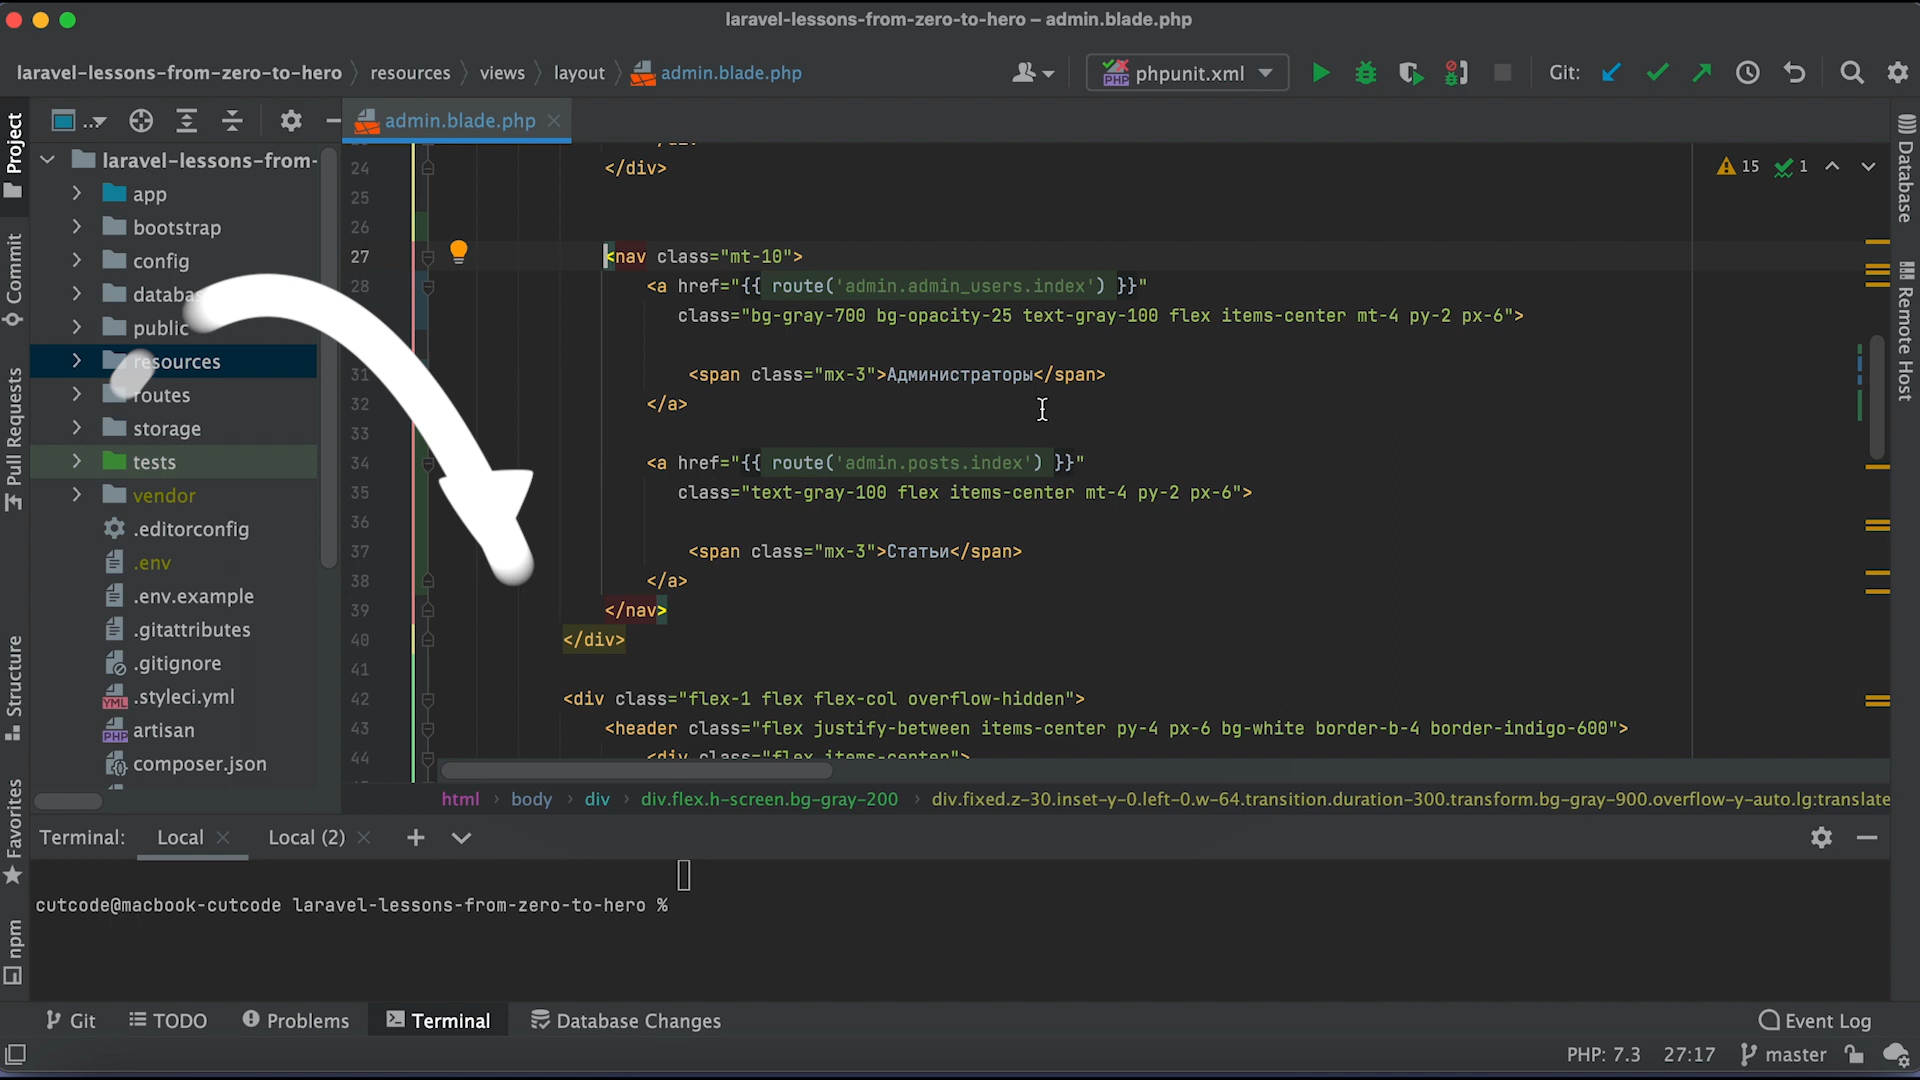 laravel-lessons-from-zero-to-hero – admin.blade.php
laravel-lessons-from-zero-to-hero
resources
views
layout
admin.blade.php
phpunit.xml
Git:
Project
Commit
Pull Requests
Structure
Favorites
npm
laravel-lessons-from-
app
bootstrap
config
public
resources
routes
storage
tests
vendor
.editorconfig
.env
.env.example
.gitattributes
.gitignore
.styleci.yml
artisan
composer.json
admin.blade.php
15 1
24 </div>
25
26
27 <nav class="mt-10">
28 <a href="{{ route('admin.admin_users.index') }}"
class="bg-gray-700 bg-opacity-25 text-gray-100 flex items-center mt-4 py-2 px-6">
31 <span class="mx-3">Администраторы</span>
32 </a>
33
34 <a href="{{ route('admin.posts.index') }}"
35 class="text-gray-100 flex items-center mt-4 py-2 px-6">
36
37 <span class="mx-3">Статьи</span>
38 </a>
39 </nav>
40 </div>
41
42 <div class="flex-1 flex flex-col overflow-hidden">
43 <header class="flex justify-between items-center py-4 px-6 bg-white border-b-4 border-indigo-600">
44 <div class="flex items-center">
html
body
div
div.flex.h-screen.bg-gray-200
div.fixed.z-30.inset-y-0.left-0.w-64.transition.duration-300.transform.bg-gray-900.overflow-y-auto.lg:translate
Database
Remote Host
Terminal:
Local
Local (2)
cutcode@macbook-cutcode laravel-lessons-from-zero-to-hero %
Git
TODO
Problems
Terminal
Database Changes
Event Log
PHP: 7.3
27:17
master